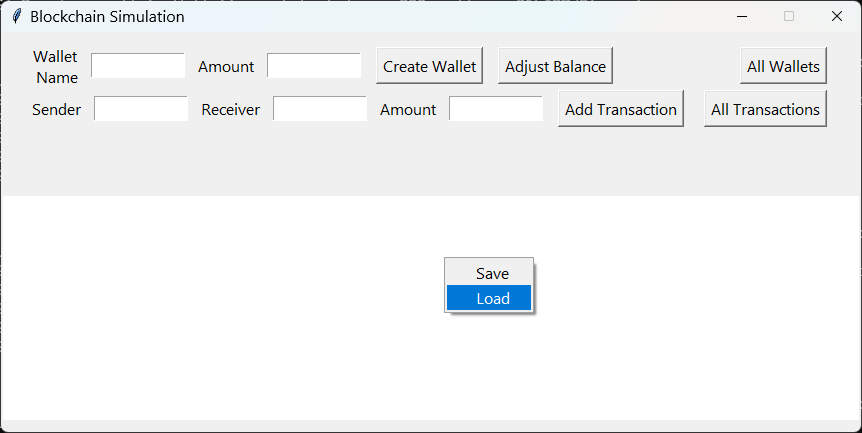 Blockchain Simulation
Wallet
Name
Amount
Create Wallet
Adjust Balance
All Wallets
Sender
Receiver
Amount
Add Transaction
All Transactions
Save
Load